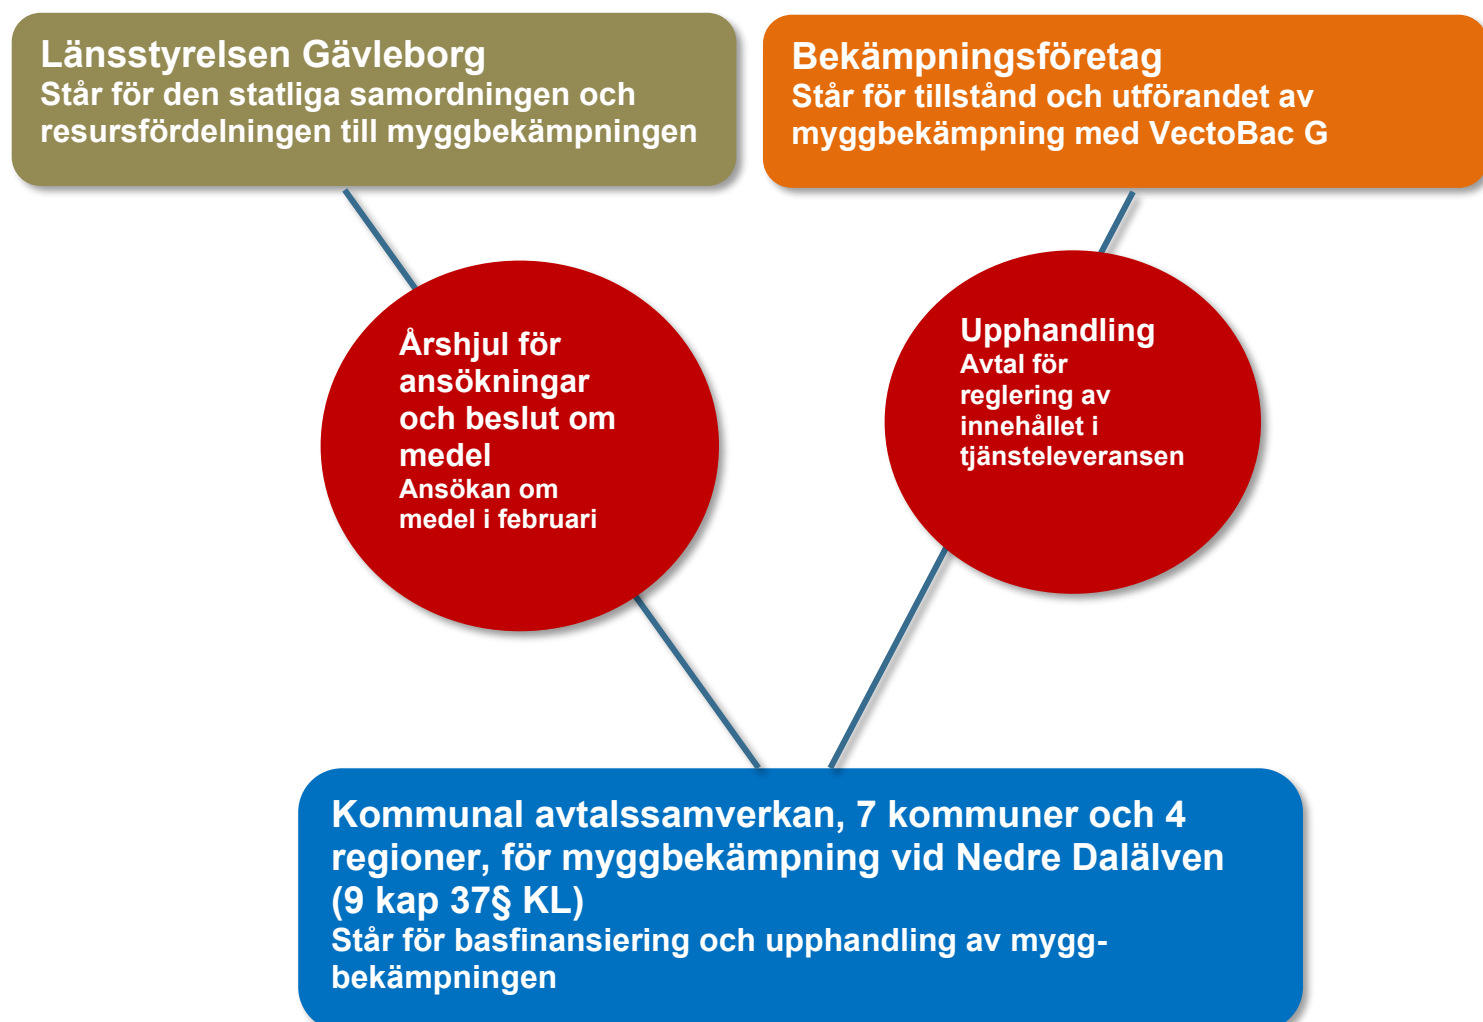 Länsstyrelsen Gävleborg
Står för den statliga samordningen och
resursfördelningen till myggbekämpningen
Bekämpningsföretag
Står för tillstånd och utförandet av
myggbekämpning med VectoBac G
Årshjul för
ansökningar
och beslut om
medel
Ansökan om
medel i februari
Upphandling
Avtal för
reglering av
innehållet i
tjänsteleveransen
Kommunal avtalssamverkan, 7 kommuner och 4
regioner, för myggbekämpning vid Nedre Dalälven
(9 kap 37§ KL)
Står för basfinansiering och upphandling av mygg-
bekämpningen